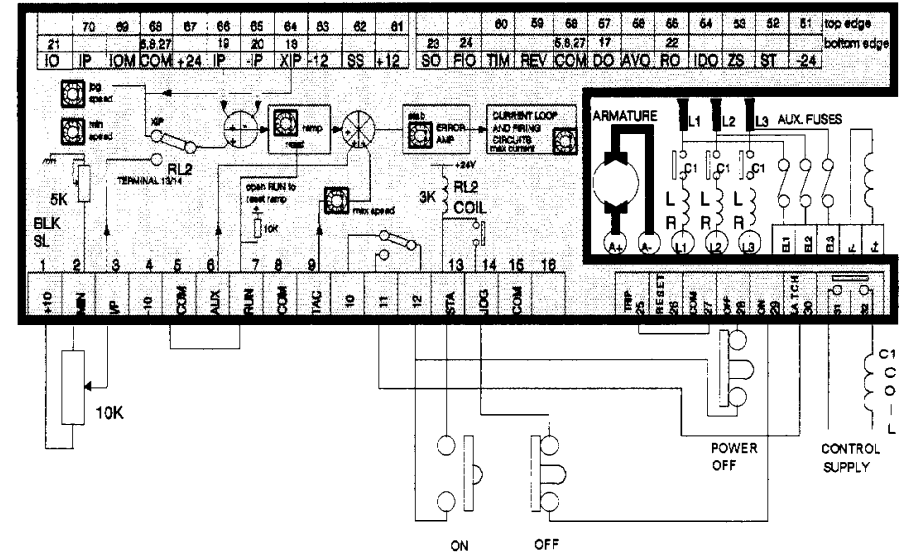 70 69 68 67 66 65 64 63 62 61 60 59 58 57 56 55 54 53 52 51 top edge
21 5,8,27 19 20 18 23 24 5,8,27 17 22 bottom edge
IO IP IOM COM +24 IP -IP XIP -12 SS +12 SO FIO TIM REV COM DO AVO RO IDO ZS ST -24
jog
speed
min
speed
XIP
RL2
TERMINAL 13/14
ramp
reset
open RUN to
reset ramp
10K
max speed
stab
ERROR
AMP
CURRENT LOOP
AND FIRING
CIRCUITS
max current
+24V
3K
RL2
COIL
5K
BLK
SL
ARMATURE
L1 L2 L3 AUX. FUSES
C1 C1 C1
L L L
R R R
A+ A- L1 L2 L3 EL1 EL2 EL3 F- F+
1 2 3 4 5 6 7 8 9 13 14 15 16
+10 MIN I/P -10 COM AUX RUN COM TAC 10 11 12 STA JOG COM
TRIP RESET COM OFF ON LATCH S1 S2
25 26 27 28 29 30
10K
ON
OFF
POWER
OFF
CONTROL
SUPPLY
C1
C
O
I
L